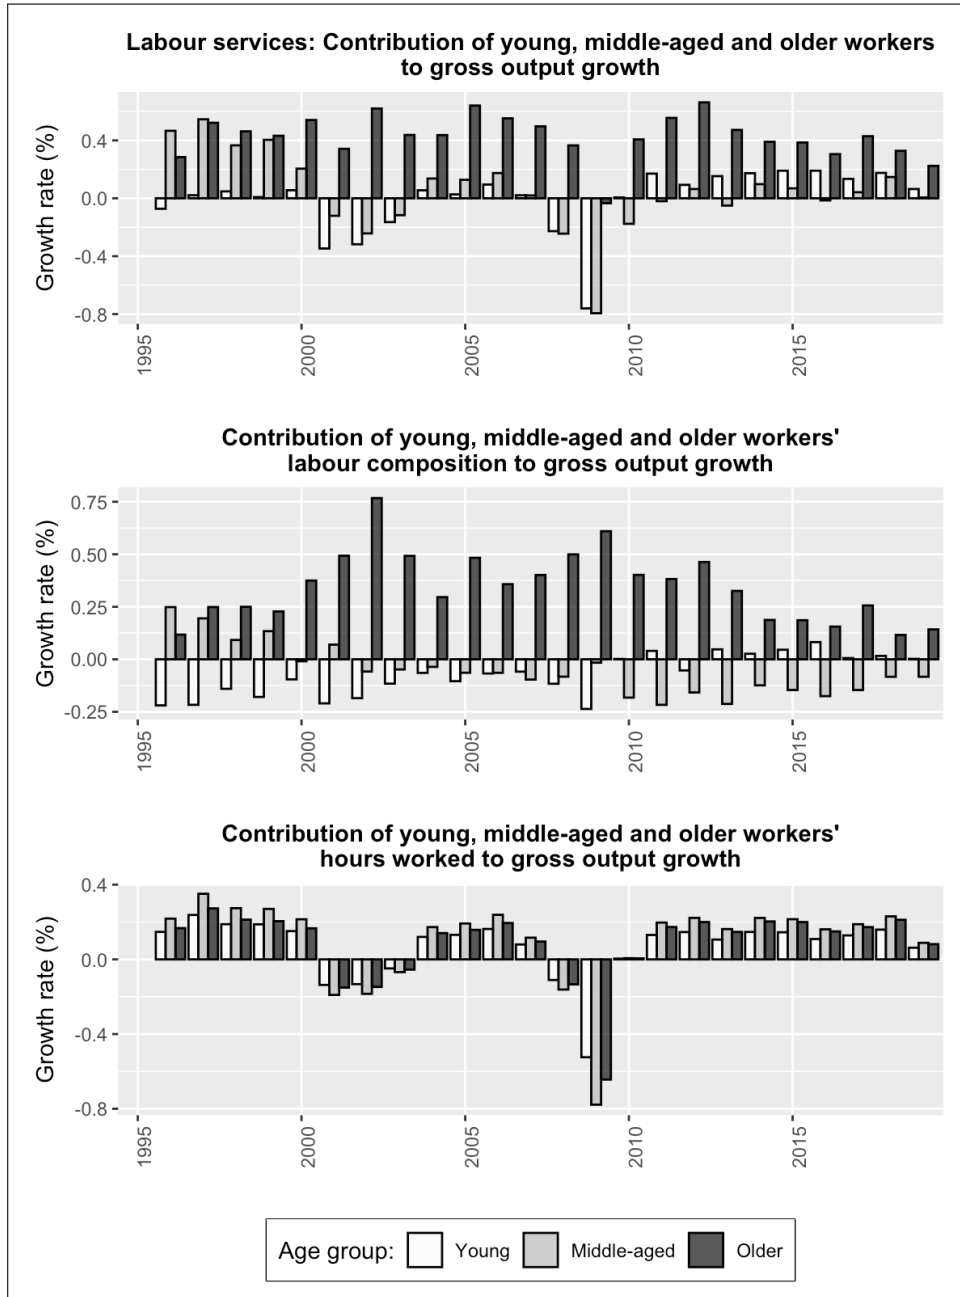 Labour services: Contribution of young, middle-aged and older workers
to gross output growth
Growth rate (%)
0.4
0.0
-0.4
-0.8
1995
2000
2005
2010
2015
Contribution of young, middle-aged and older workers'
labour composition to gross output growth
Growth rate (%)
0.75
0.50
0.25
0.00
-0.25
1995
2000
2005
2010
2015
Contribution of young, middle-aged and older workers'
hours worked to gross output growth
Growth rate (%)
0.4
0.0
-0.4
-0.8
1995
2000
2005
2010
2015
Age group: Young Middle-aged Older